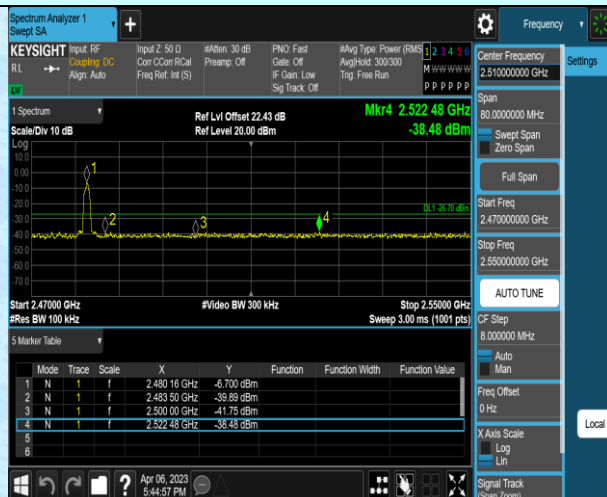 Spectrum Analyzer 1
Swept SA
+
Frequency
KEYSIGHT
RL
Input: RF
Coupling: DC
Align: Auto
Input Z: 50 Ω
Corr CCorr RCal
Freq Ref: Int (S)
#Atten: 30 dB
Preamp: Off
PNO: Fast
Gate: Off
IF Gain: Low
Sig Track: Off
#Avg Type: Power (RMS
Avg|Hold: 300/300
Trig: Free Run
1 2 3 4 5 6
M W W W W W
P P P P P P
1 Spectrum
Scale/Div 10 dB
Ref Lvl Offset 22.43 dB
Ref Level 20.00 dBm
Mkr4 2.522 48 GHz
-38.48 dBm
Log
10.0
0.00
-10.0
-20.0
-30.0
-40.0
-50.0
-60.0
-70.0
1
2
3
4
DL1 -26.70 dBm
Start 2.47000 GHz
#Res BW 100 kHz
#Video BW 300 kHz
Stop 2.55000 GHz
Sweep 3.00 ms (1001 pts)
5 Marker Table
Mode Trace Scale X Y Function Function Width Function Value
1 N 1 f 2.480 16 GHz -6.700 dBm
2 N 1 f 2.483 50 GHz -39.89 dBm
3 N 1 f 2.500 00 GHz -41.75 dBm
4 N 1 f 2.522 48 GHz -38.48 dBm
5
6
?
Apr 06, 2023
5:44:57 PM
Center Frequency
2.510000000 GHz
Span
80.0000000 MHz
Swept Span
Zero Span
Full Span
Start Freq
2.470000000 GHz
Stop Freq
2.550000000 GHz
AUTO TUNE
CF Step
8.000000 MHz
Auto
Man
Freq Offset
0 Hz
X Axis Scale
Log
Lin
Signal Track
(Span Zoom)
Settings
Local